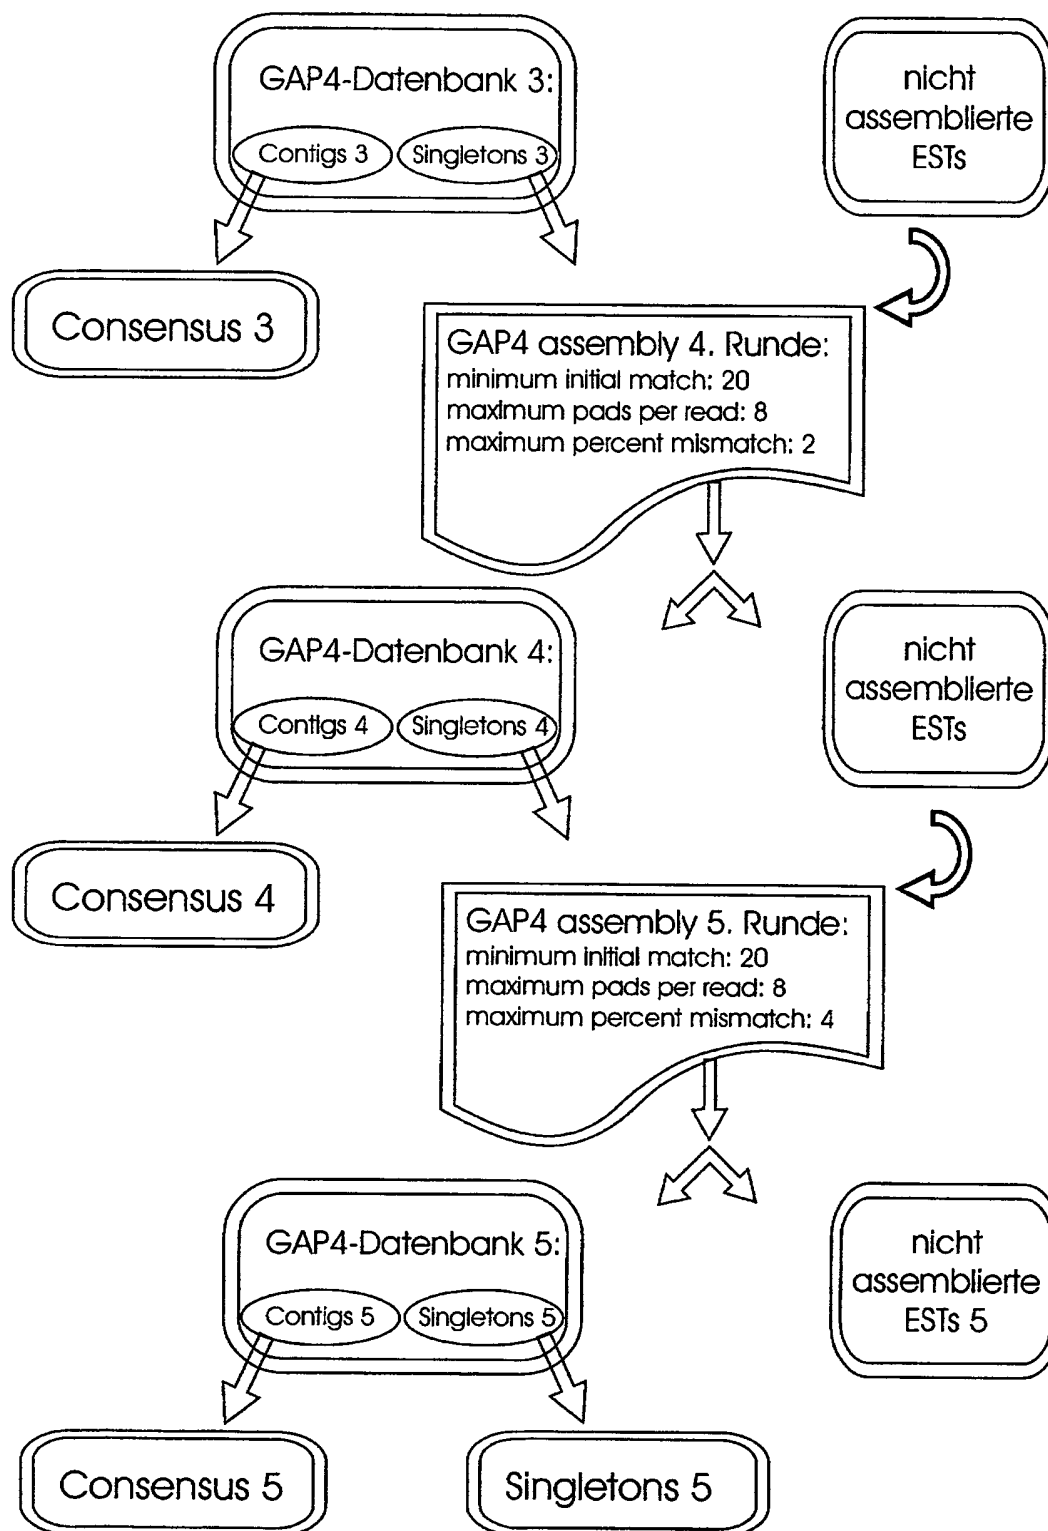 GAP4-Datenbank 3:
Contigs 3
Singletons 3
nicht
assemblierte
ESTs
Consensus 3
GAP4 assembly 4. Runde:
minimum initial match: 20
maximum pads per read: 8
maximum percent mismatch: 2
GAP4-Datenbank 4:
Contigs 4
Singletons 4
nicht
assemblierte
ESTs
Consensus 4
GAP4 assembly 5. Runde:
minimum initial match: 20
maximum pads per read: 8
maximum percent mismatch: 4
GAP4-Datenbank 5:
Contigs 5
Singletons 5
nicht
assemblierte
ESTs 5
Consensus 5
Singletons 5